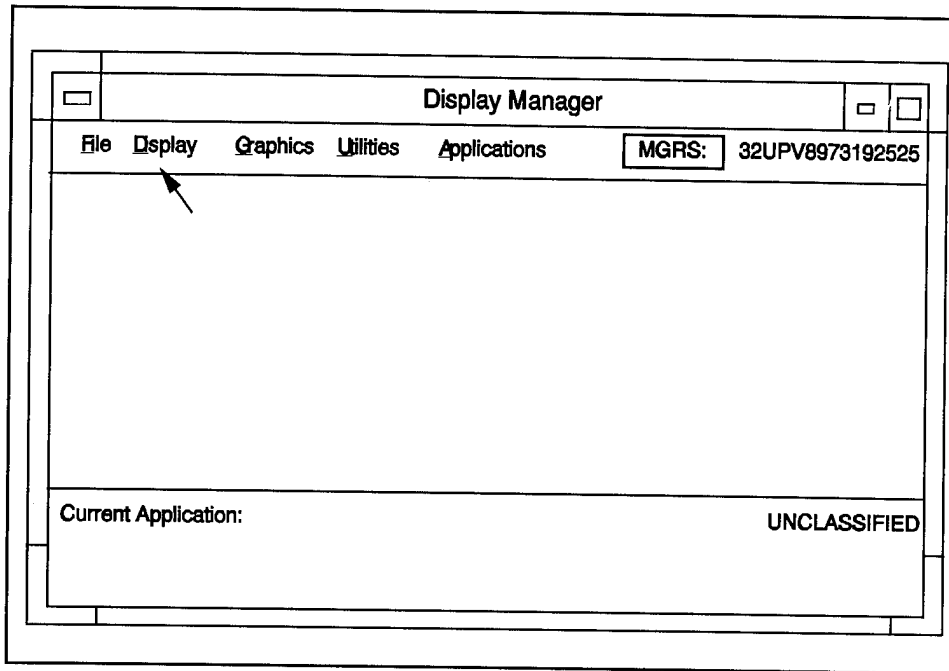 Display Manager
File Display Graphics Utilities Applications MGRS: 32UPV8973192525
Current Application: UNCLASSIFIED